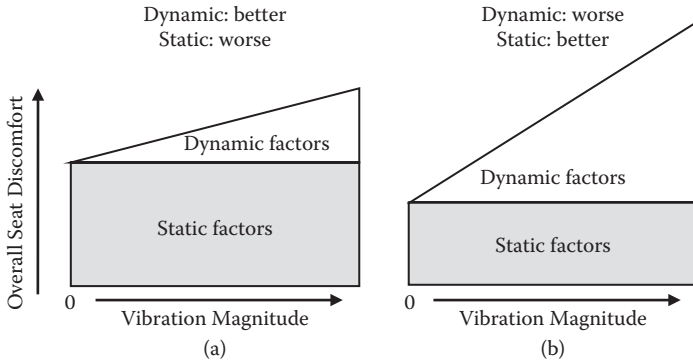 Dynamic: better
Static: worse
Overall Seat Discomfort
Dynamic factors
Static factors
0
Vibration Magnitude
(a)
Dynamic: worse
Static: better
Dynamic factors
Static factors
0
Vibration Magnitude
(b)